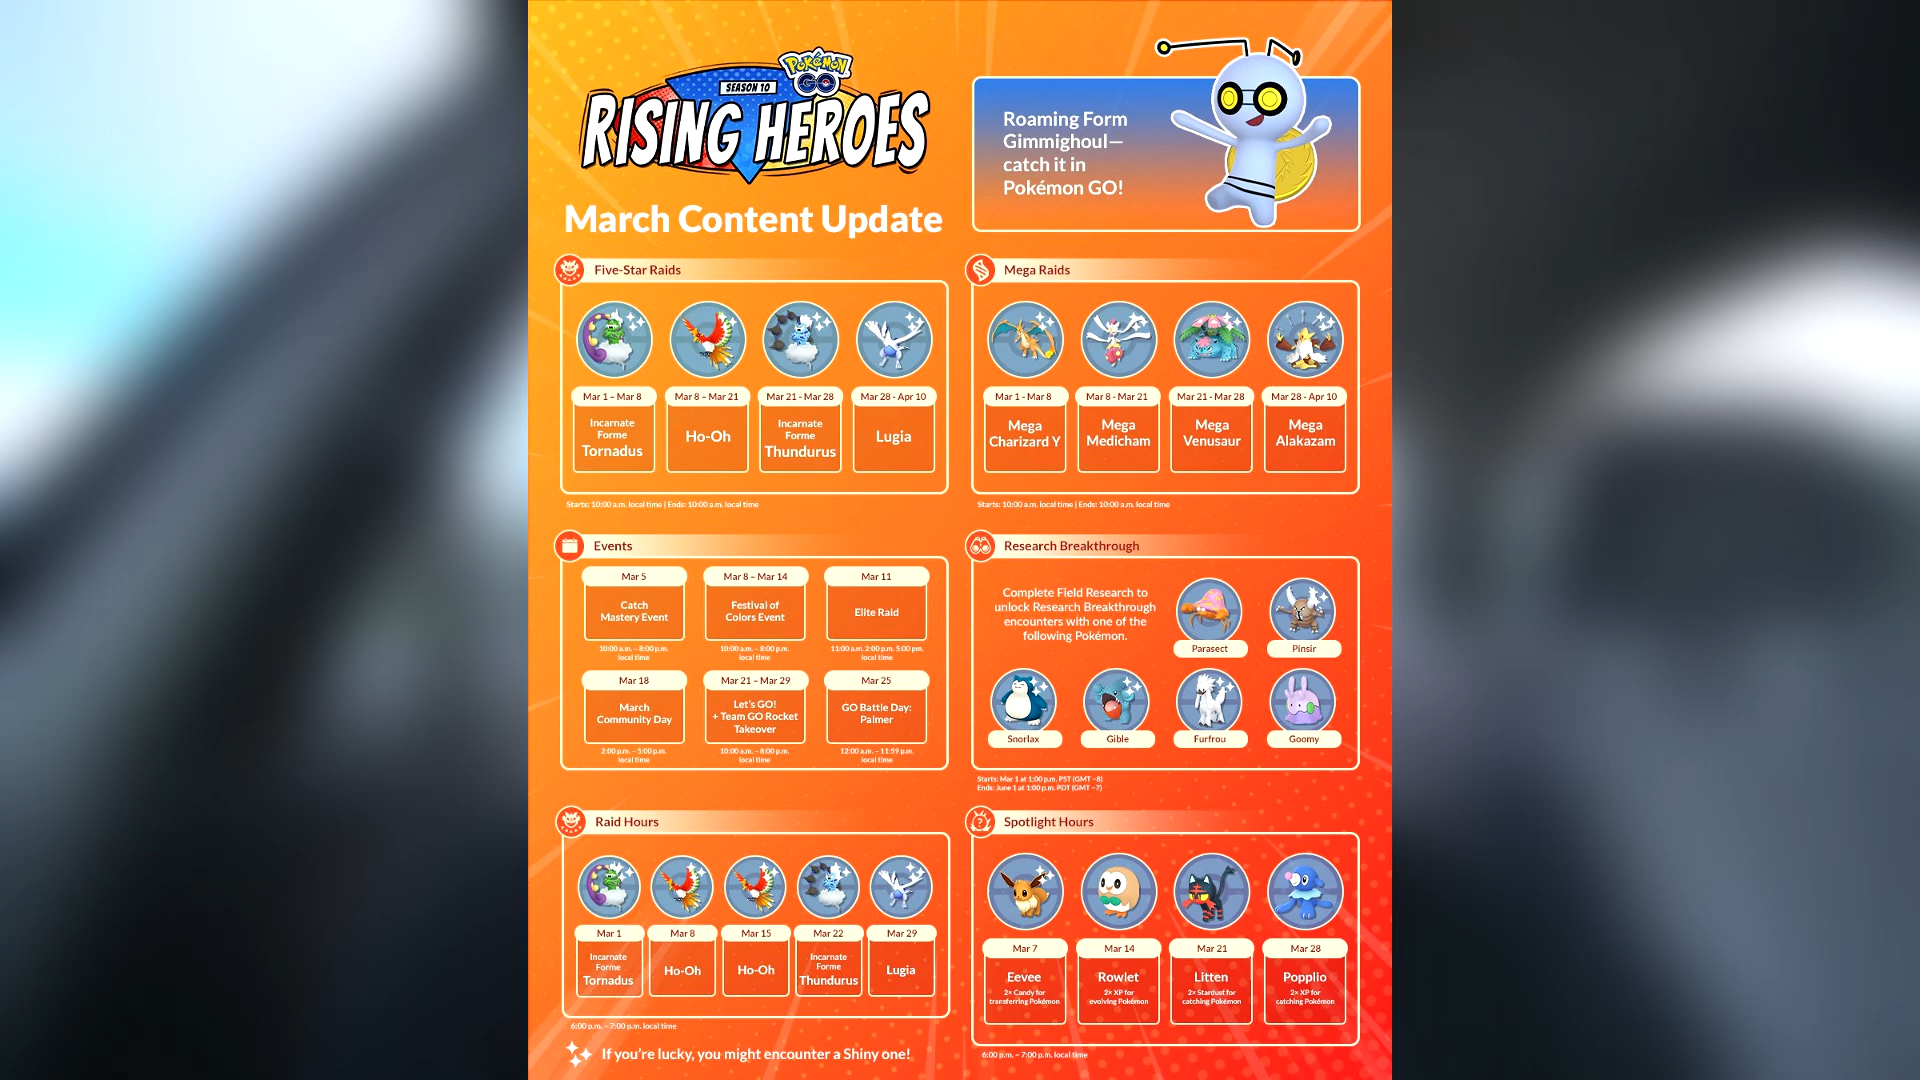 Pokémon
GO
SEASON 10
RISING HEROES
March Content Update
Roaming Form
Gimmighoul—
catch it in
Pokémon GO!
Five-Star Raids
Mar 1 – Mar 8
Incarnate
Forme
Tornadus
Mar 8 – Mar 21
Ho-Oh
Mar 21 - Mar 28
Incarnate
Forme
Thundurus
Mar 28 - Apr 10
Lugia
Starts: 10:00 a.m. local time | Ends: 10:00 a.m. local time
Mega Raids
Mar 1 - Mar 8
Mega
Charizard Y
Mar 8 - Mar 21
Mega
Medicham
Mar 21 - Mar 28
Mega
Venusaur
Mar 28 - Apr 10
Mega
Alakazam
Starts: 10:00 a.m. local time | Ends: 10:00 a.m. local time
Events
Mar 5
Catch
Mastery Event
10:00 a.m. – 8:00 p.m.
local time
Mar 8 – Mar 14
Festival of
Colors Event
10:00 a.m. – 8:00 p.m.
local time
Mar 11
Elite Raid
11:00 a.m. 2:00 p.m. 5:00 pm.
local time
Mar 18
March
Community Day
2:00 p.m. – 5:00 p.m.
local time
Mar 21 – Mar 29
Let's GO!
+ Team GO Rocket
Takeover
10:00 a.m. – 8:00 p.m.
local time
Mar 25
GO Battle Day:
Palmer
12:00 a.m. – 11:59 p.m.
local time
Research Breakthrough
Complete Field Research to
unlock Research Breakthrough
encounters with one of the
following Pokémon.
Parasect
Pinsir
Snorlax
Gible
Furfrou
Goomy
Starts: Mar 1 at 1:00 p.m. PST (GMT −8)
Ends: June 1 at 1:00 p.m. PDT (GMT −7)
Raid Hours
Mar 1
Incarnate
Forme
Tornadus
Mar 8
Ho-Oh
Mar 15
Ho-Oh
Mar 22
Incarnate
Forme
Thundurus
Mar 29
Lugia
6:00 p.m. – 7:00 p.m. local time
If you're lucky, you might encounter a Shiny one!
Spotlight Hours
Mar 7
Eevee
2× Candy for
transferring Pokémon
Mar 14
Rowlet
2× XP for
evolving Pokémon
Mar 21
Litten
2× Stardust for
catching Pokémon
Mar 28
Popplio
2× XP for
catching Pokémon
6:00 p.m. – 7:00 p.m. local time